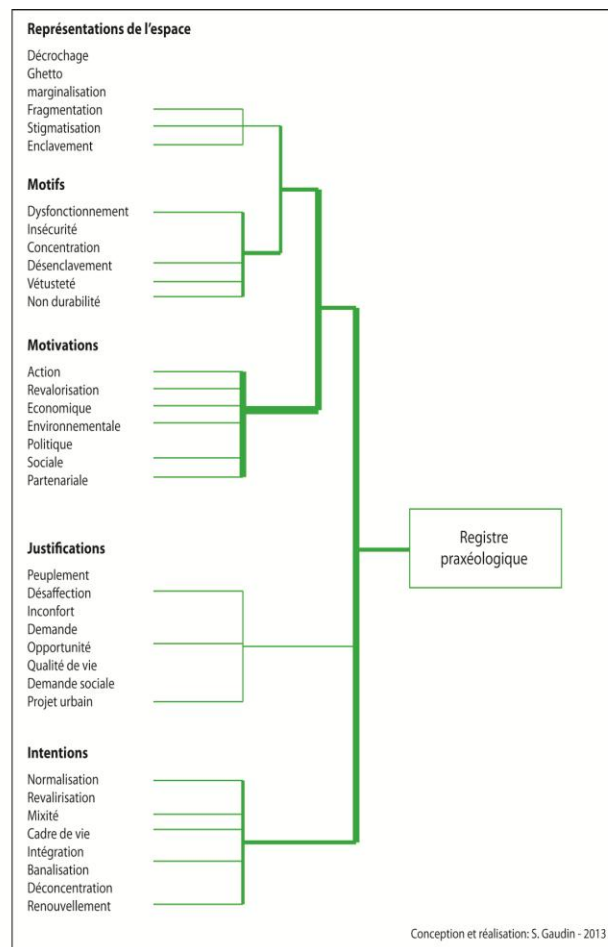 Représentations de l'espace
Décrochage
Ghetto
marginalisation
Fragmentation
Stigmatisation
Enclavement
Motifs
Dysfonctionnement
Insécurité
Concentration
Désenclavement
Vétusteté
Non durabilité
Motivations
Action
Revalorisation
Economique
Environnementale
Politique
Sociale
Partenariale
Justifications
Peuplement
Désaffection
Inconfort
Demande
Opportunité
Qualité de vie
Demande sociale
Projet urbain
Intentions
Normalisation
Revalirisation
Mixité
Cadre de vie
Intégration
Banalisation
Déconcentration
Renouvellement
Registre
praxéologique
Conception et réalisation: S. Gaudin - 2013